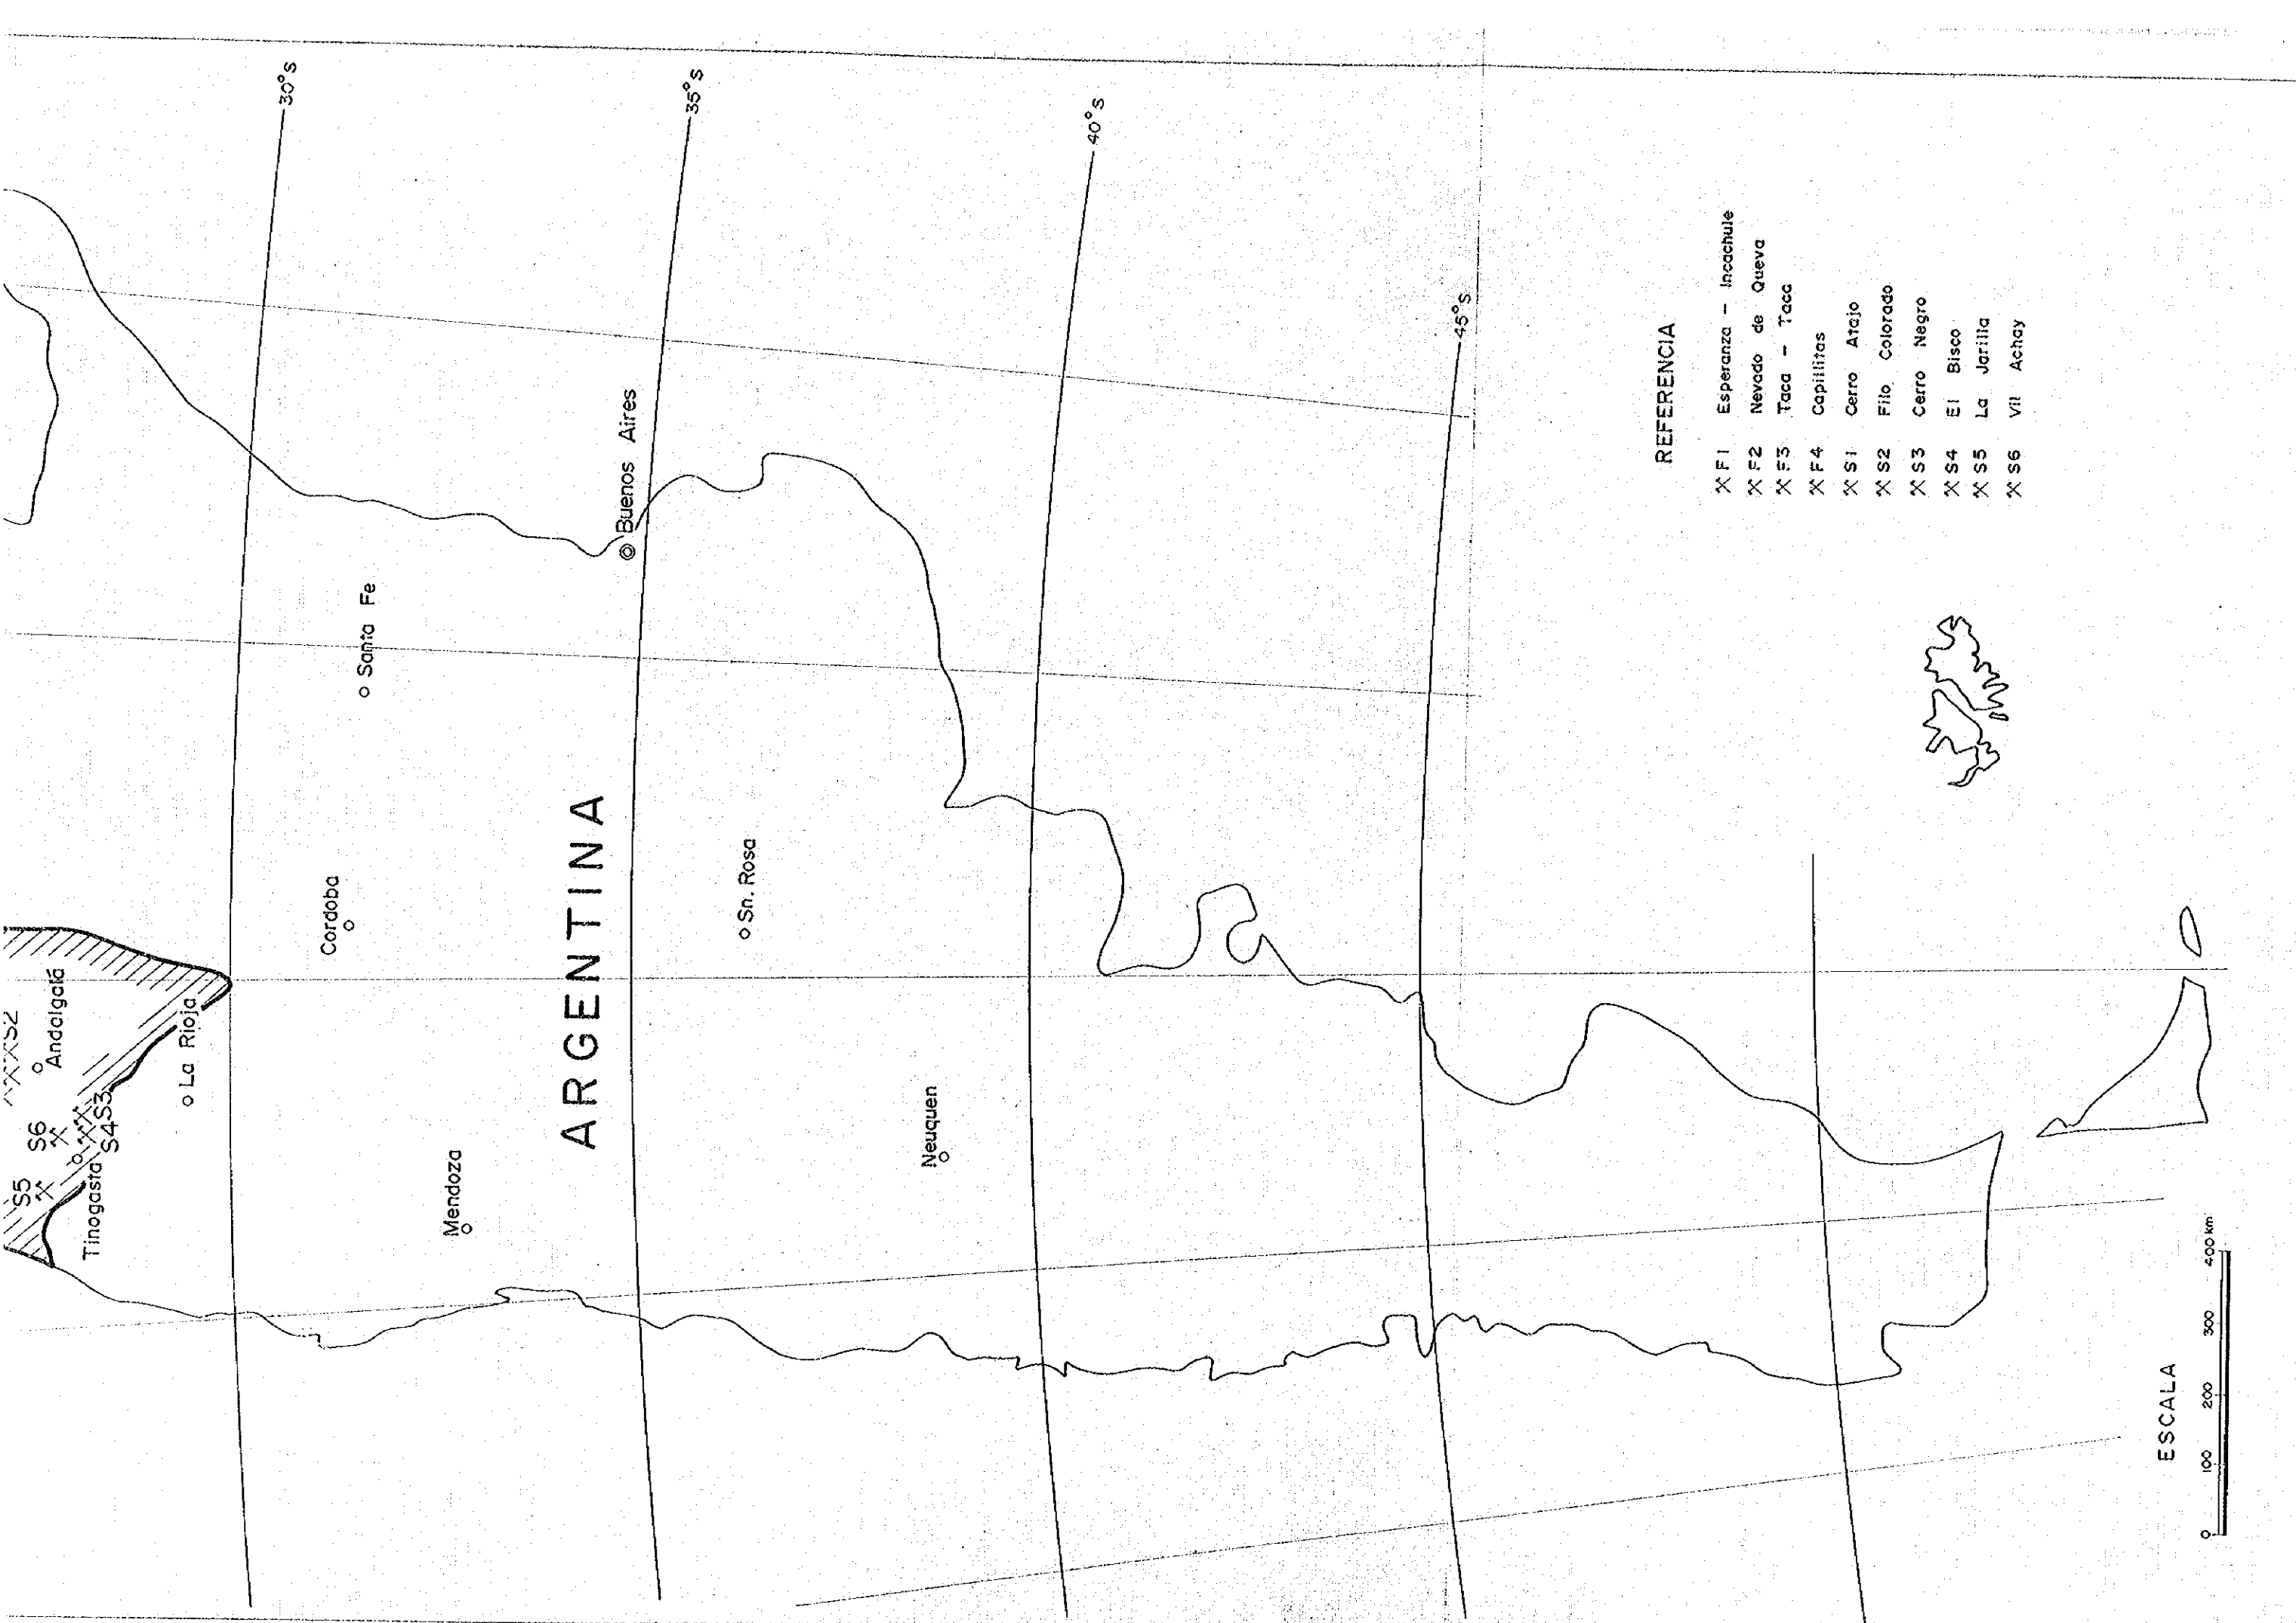 S2
Andalgalá
S6
S5
S4
S3
Tinogasta
La Rioja
30°S
Cordoba
Santa Fe
Mendoza
ARGENTINA
Buenos Aires
35°S
Sn. Rosa
Neuquen
40°S
45°S
REFERENCIA
F1 Esperanza - Incachule
F2 Nevado de Queva
F3 Taca - Taca
F4 Capillitas
S1 Cerro Atajo
S2 Filo Colorado
S3 Cerro Negro
S4 El Bisco
S5 La Jarilla
S6 Vil Achay
ESCALA
0 100 200 300 400 km